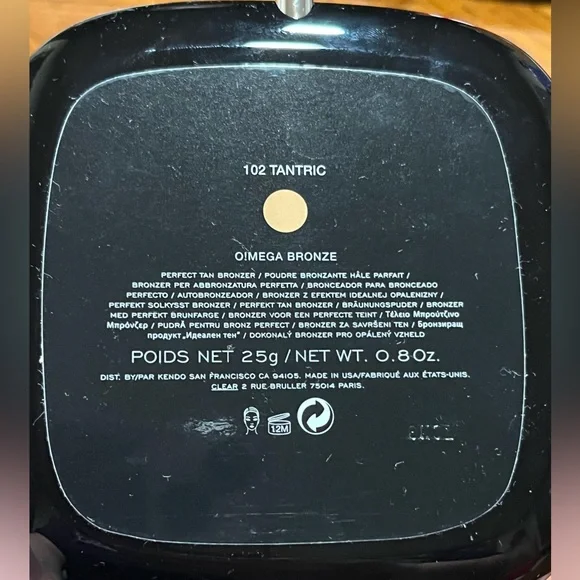 102 TANTRIC
O!MEGA BRONZE
PERFECT TAN BRONZER / POUDRE BRONZANTE HÂLE PARFAIT /
BRONZER PER ABBRONZATURA PERFETTA / BRONCEADOR PARA BRONCEADO
PERFECTO / AUTOBRONZEADOR / BRONZER Z EFEKTEM IDEALNEJ OPALENIZNY /
PERFEKT SOLKYSST BRONZER / PERFEKT TAN BRONZER / BRÄUNUNGSPUDER / BRONZER
MED PERFEKT BRUNFARGE / BRONZER VOOR EEN PERFECTE TEINT / Τέλειο Μπρούτζινο
Μπρόνζερ / PUDRĂ PENTRU BRONZ PERFECT / BRONZER ZA SAVRŠENI TEN / Бронзиращ
продукт „Идеален тен" / DOKONALÝ BRONZER PRO OPÁLENÝ VZHLED
POIDS NET 25g / NET WT. 0.8 Oz.
DIST. BY/PAR KENDO SAN FRANCISCO CA 94105. MADE IN USA/FABRIQUÉ AUX ÉTATS-UNIS.
CLEAR 2 RUE BRULLER 75014 PARIS.
12M